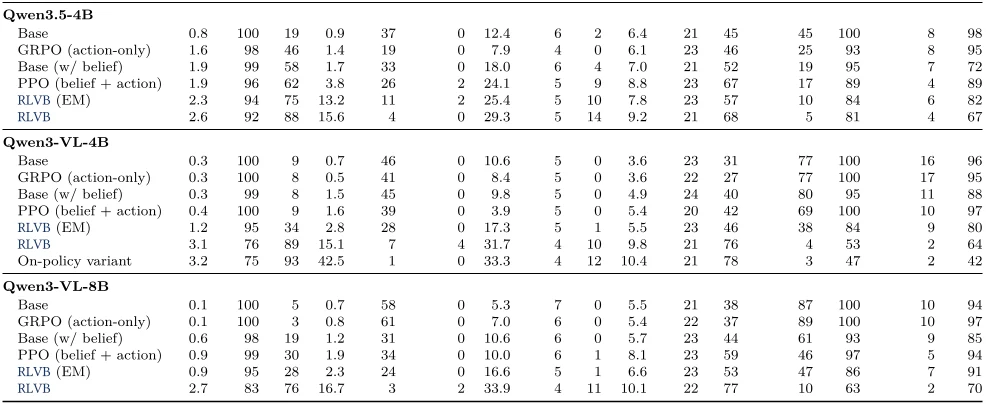 Qwen3.5-4B
Base 0.8 100 19 0.9 37 0 12.4 6 2 6.4 21 45 45 100 8 98
GRPO (action-only) 1.6 98 46 1.4 19 0 7.9 4 0 6.1 23 46 25 93 8 95
Base (w/ belief) 1.9 99 58 1.7 33 0 18.0 6 4 7.0 21 52 19 95 7 72
PPO (belief + action) 1.9 96 62 3.8 26 2 24.1 5 9 8.8 23 67 17 89 4 89
RLVB (EM) 2.3 94 75 13.2 11 2 25.4 5 10 7.8 23 57 10 84 6 82
RLVB 2.6 92 88 15.6 4 0 29.3 5 14 9.2 21 68 5 81 4 67
Qwen3-VL-4B
Base 0.3 100 9 0.7 46 0 10.6 5 0 3.6 23 31 77 100 16 96
GRPO (action-only) 0.3 100 8 0.5 41 0 8.4 5 0 3.6 22 27 77 100 17 95
Base (w/ belief) 0.3 99 8 1.5 45 0 9.8 5 0 4.9 24 40 80 95 11 88
PPO (belief + action) 0.4 100 9 1.6 39 0 3.9 5 0 5.4 20 42 69 100 10 97
RLVB (EM) 1.2 95 34 2.8 28 0 17.3 5 1 5.5 23 46 38 84 9 80
RLVB 3.1 76 89 15.1 7 4 31.7 4 10 9.8 21 76 4 53 2 64
On-policy variant 3.2 75 93 42.5 1 0 33.3 4 12 10.4 21 78 3 47 2 42
Qwen3-VL-8B
Base 0.1 100 5 0.7 58 0 5.3 7 0 5.5 21 38 87 100 10 94
GRPO (action-only) 0.1 100 3 0.8 61 0 7.0 6 0 5.4 22 37 89 100 10 97
Base (w/ belief) 0.6 98 19 1.2 31 0 10.6 6 0 5.7 23 44 61 93 9 85
PPO (belief + action) 0.9 99 30 1.9 34 0 10.0 6 1 8.1 23 59 46 97 5 94
RLVB (EM) 0.9 95 28 2.3 24 0 16.6 5 1 6.6 23 53 47 86 7 91
RLVB 2.7 83 76 16.7 3 2 33.9 4 11 10.1 22 77 10 63 2 70